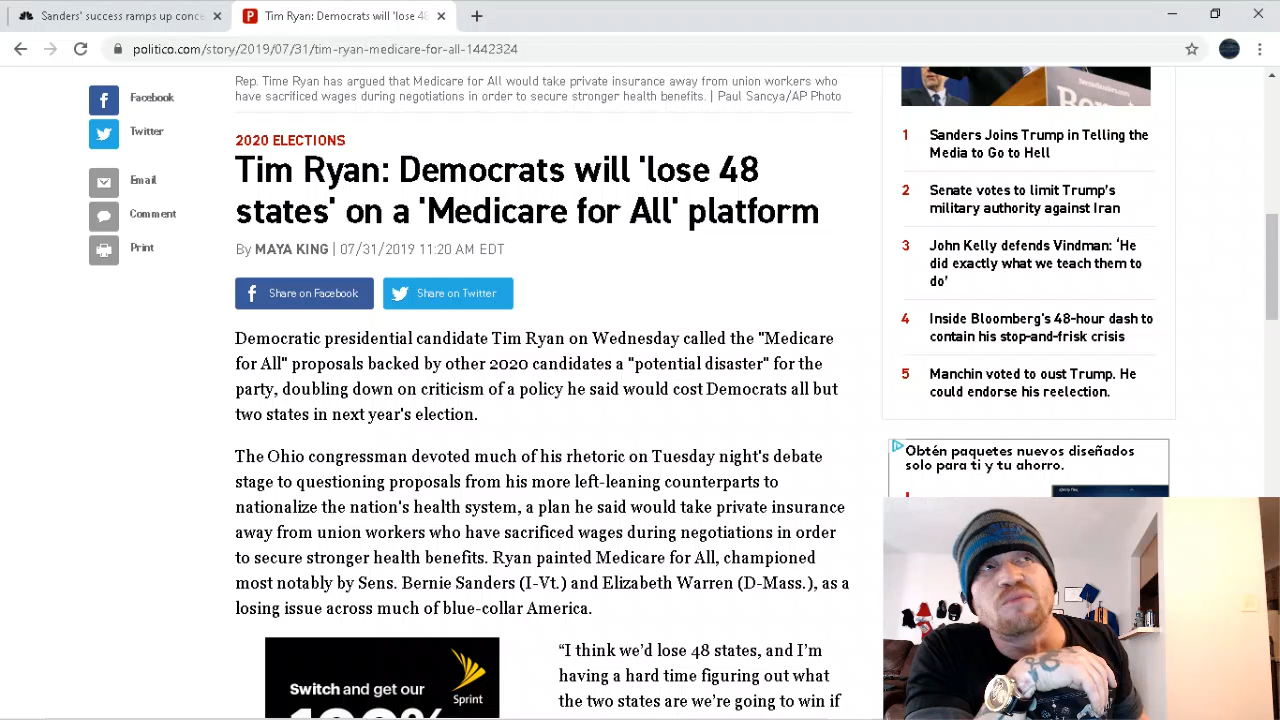 Sanders' success ramps up conce
Tim Ryan: Democrats will 'lose 48
politico.com/story/2019/07/31/tim-ryan-medicare-for-all-1442324
Facebook
Twitter
Email
Comment
Print
Rep. Time Ryan has argued that Medicare for All would take private insurance away from union workers who
have sacrificed wages during negotiations in order to secure stronger health benefits. | Paul Sancya/AP Photo
2020 ELECTIONS
Tim Ryan: Democrats will 'lose 48
states' on a 'Medicare for All' platform
By MAYA KING | 07/31/2019 11:20 AM EDT
Share on Facebook
Share on Twitter
Democratic presidential candidate Tim Ryan on Wednesday called the "Medicare
for All" proposals backed by other 2020 candidates a "potential disaster" for the
party, doubling down on criticism of a policy he said would cost Democrats all but
two states in next year's election.
The Ohio congressman devoted much of his rhetoric on Tuesday night's debate
stage to questioning proposals from his more left-leaning counterparts to
nationalize the nation's health system, a plan he said would take private insurance
away from union workers who have sacrificed wages during negotiations in order
to secure stronger health benefits. Ryan painted Medicare for All, championed
most notably by Sens. Bernie Sanders (I-Vt.) and Elizabeth Warren (D-Mass.), as a
losing issue across much of blue-collar America.
Switch and get our
Sprint
“I think we’d lose 48 states, and I’m
having a hard time figuring out what
the two states are we’re going to win if
1 Sanders Joins Trump in Telling the
Media to Go to Hell
2 Senate votes to limit Trump’s
military authority against Iran
3 John Kelly defends Vindman: ‘He
did exactly what we teach them to
do’
4 Inside Bloomberg's 48-hour dash to
contain his stop-and-frisk crisis
5 Manchin voted to oust Trump. He
could endorse his reelection.
Obtén paquetes nuevos diseñados
solo para ti y tu ahorro.